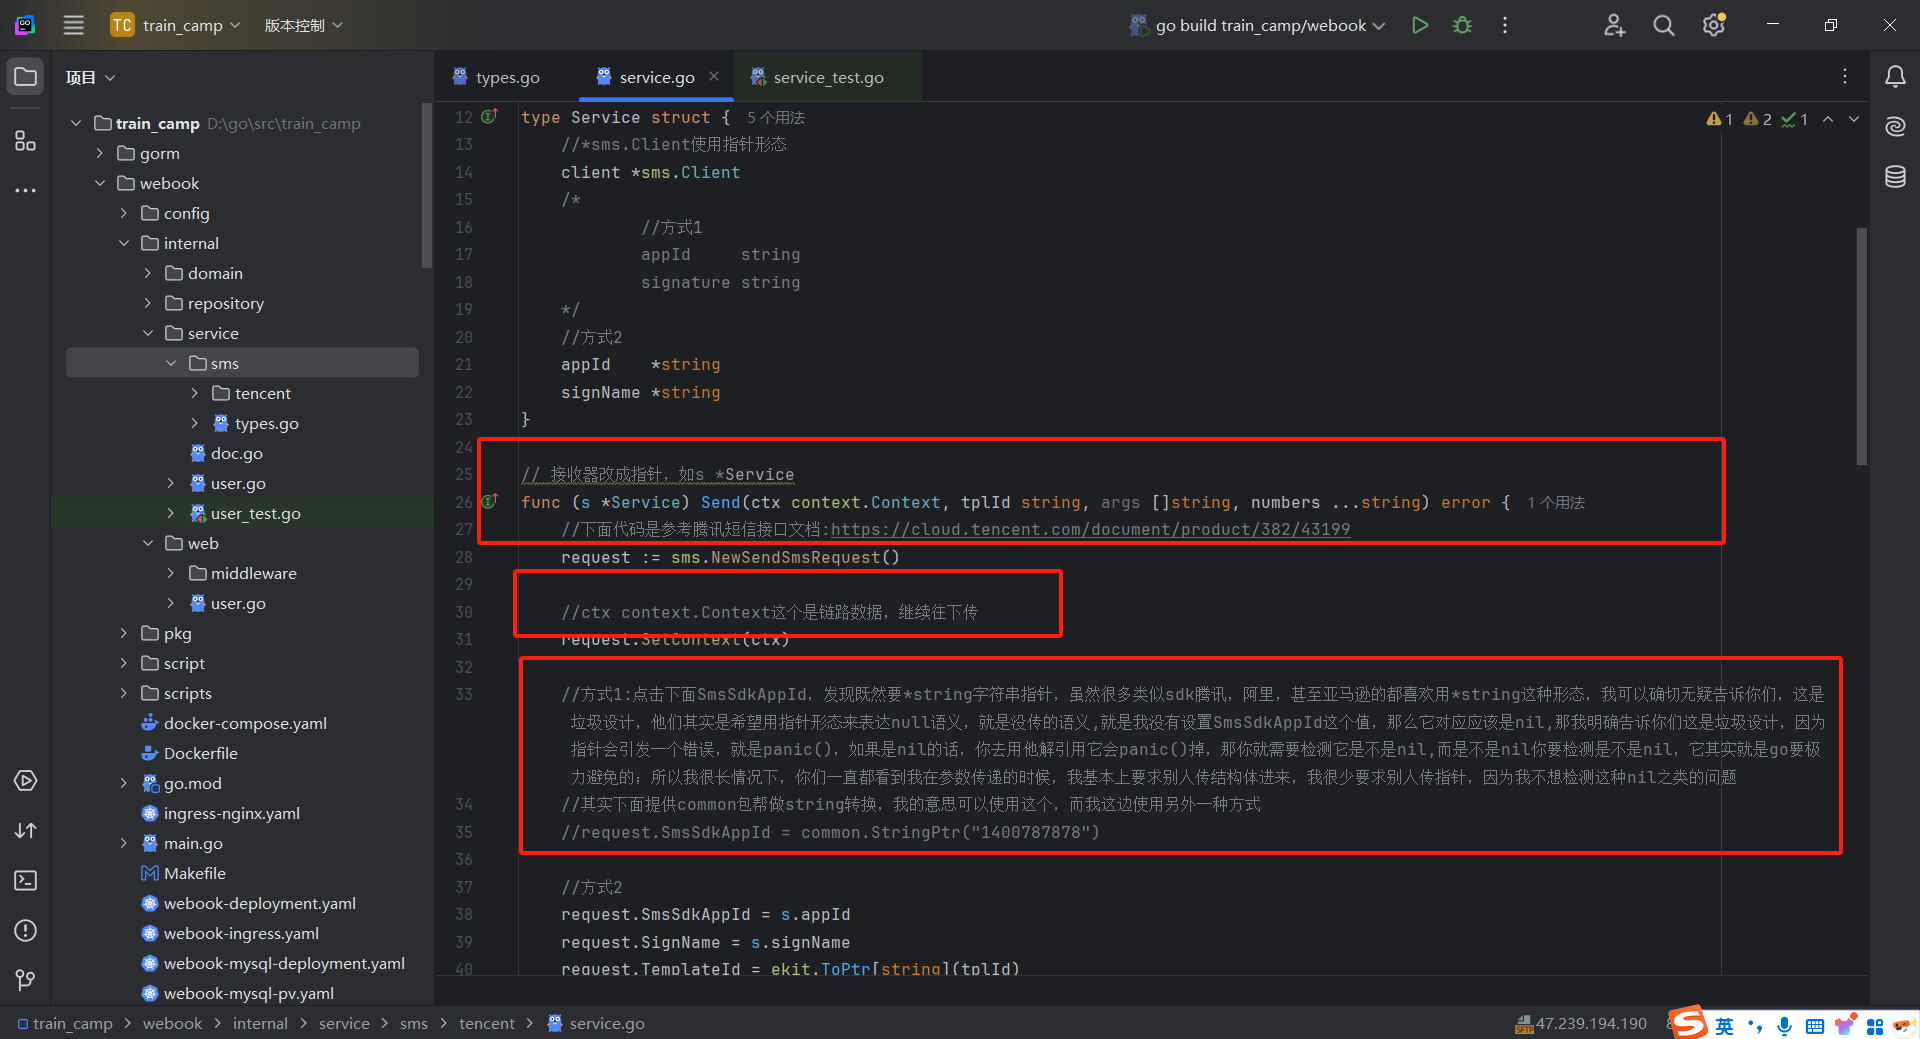 TC train_camp 版本控制 go build train_camp/webook
项目
train_camp D:\go\src\train_camp
gorm
webook
config
internal
domain
repository
service
sms
tencent
types.go
doc.go
user.go
user_test.go
web
middleware
user.go
pkg
script
scripts
docker-compose.yaml
Dockerfile
go.mod
ingress-nginx.yaml
main.go
Makefile
webook-deployment.yaml
webook-ingress.yaml
webook-mysql-deployment.yaml
webook-mysql-pv.yaml
types.go service.go service_test.go
1 2 1
12 type Service struct { 5 个用法
13 //*sms.Client使用指针形态
14 client *sms.Client
15 /*
16 //方式1
17 appId string
18 signature string
19 */
20 //方式2
21 appId *string
22 signName *string
23 }
24
25 // 接收器改成指针，如s *Service
26 func (s *Service) Send(ctx context.Context, tplId string, args []string, numbers ...string) error { 1 个用法
27 //下面代码是参考腾讯短信接口文档:https://cloud.tencent.com/document/product/382/43199
28 request := sms.NewSendSmsRequest()
29
30 //ctx context.Context这个是链路数据，继续往下传
31 request.SetContext(ctx)
32
33 //方式1:点击下面SmsSdkAppId，发现既然要*string字符串指针，虽然很多类似sdk腾讯，阿里，甚至亚马逊的都喜欢用*string这种形态，我可以确切无疑告诉你们，这是
垃圾设计，他们其实是希望用指针形态来表达null语义，就是没传的语义,就是我没有设置SmsSdkAppId这个值，那么它对应应该是nil,那我明确告诉你们这是垃圾设计，因为
指针会引发一个错误，就是panic()，如果是nil的话，你去用他解引用它会panic()掉，那你就需要检测它是不是nil,而是不是nil你要检测是不是nil，它其实就是go要极
力避免的；所以我很长情况下，你们一直都看到我在参数传递的时候，我基本上要求别人传结构体进来，我很少要求别人传指针，因为我不想检测这种nil之类的问题
34 //其实下面提供common包帮做string转换，我的意思可以使用这个，而我这边使用另外一种方式
35 //request.SmsSdkAppId = common.StringPtr("1400787878")
36
37 //方式2
38 request.SmsSdkAppId = s.appId
39 request.SignName = s.signName
40 request.TemplateId = ekit.ToPtr[string](tplId)
train_camp > webook > internal > service > sms > tencent > service.go
SFTP 47.239.194.190
S 英